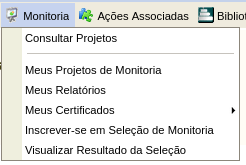 Monitoria Ações Associadas
Consultar Projetos
Meus Projetos de Monitoria
Meus Relatórios
Meus Certificados
Inscrever-se em Seleção de Monitoria
Visualizar Resultado da Seleção